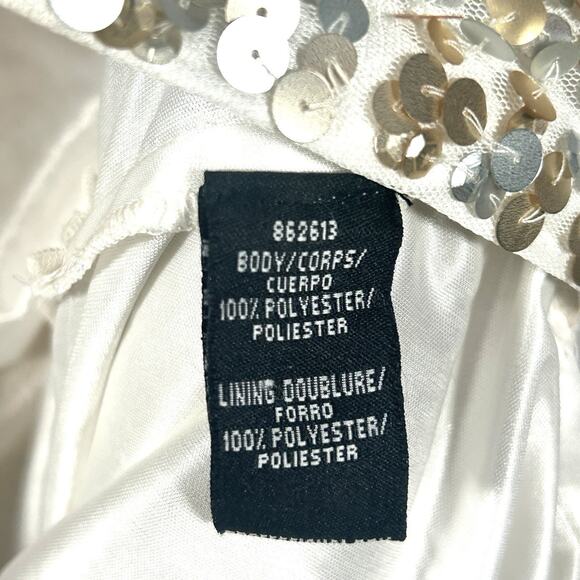 862613
BODY/CORPS/
CUERPO
100% POLYESTER/
POLIESTER
LINING DOUBLURE/
FORRO
100% POLYESTER/
POLIESTER